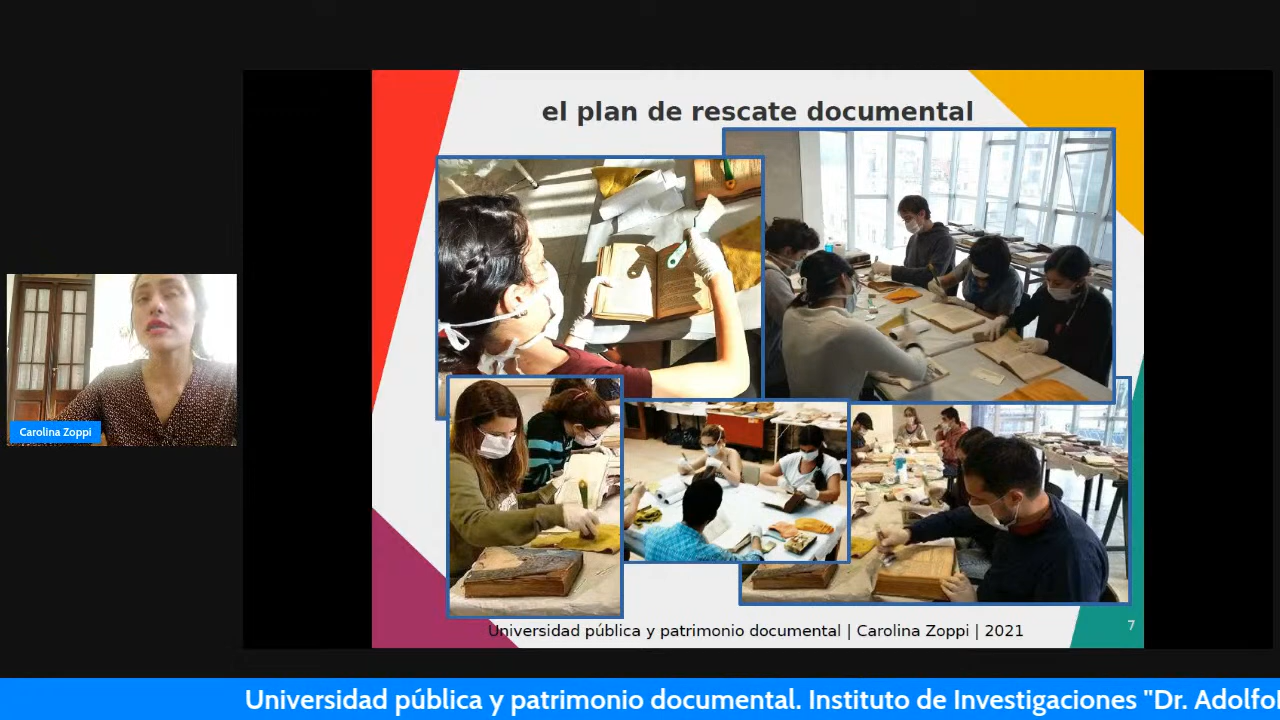 el plan de rescate documental
Carolina Zoppi
Universidad pública y patrimonio documental | Carolina Zoppi | 2021
7
Universidad pública y patrimonio documental. Instituto de Investigaciones "Dr. Adolfo